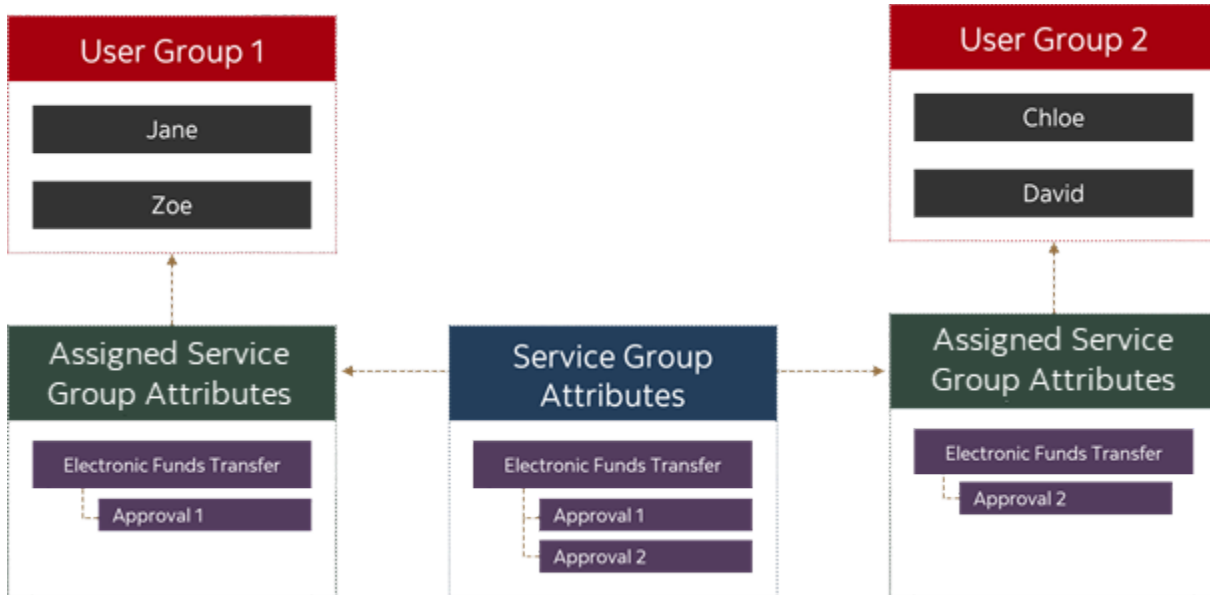 User Group 1
Jane
Zoe
User Group 2
Chloe
David
Assigned Service
Group Attributes
Electronic Funds Transfer
Approval 1
Service Group
Attributes
Electronic Funds Transfer
Approval 1
Approval 2
Assigned Service
Group Attributes
Electronic Funds Transfer
Approval 2